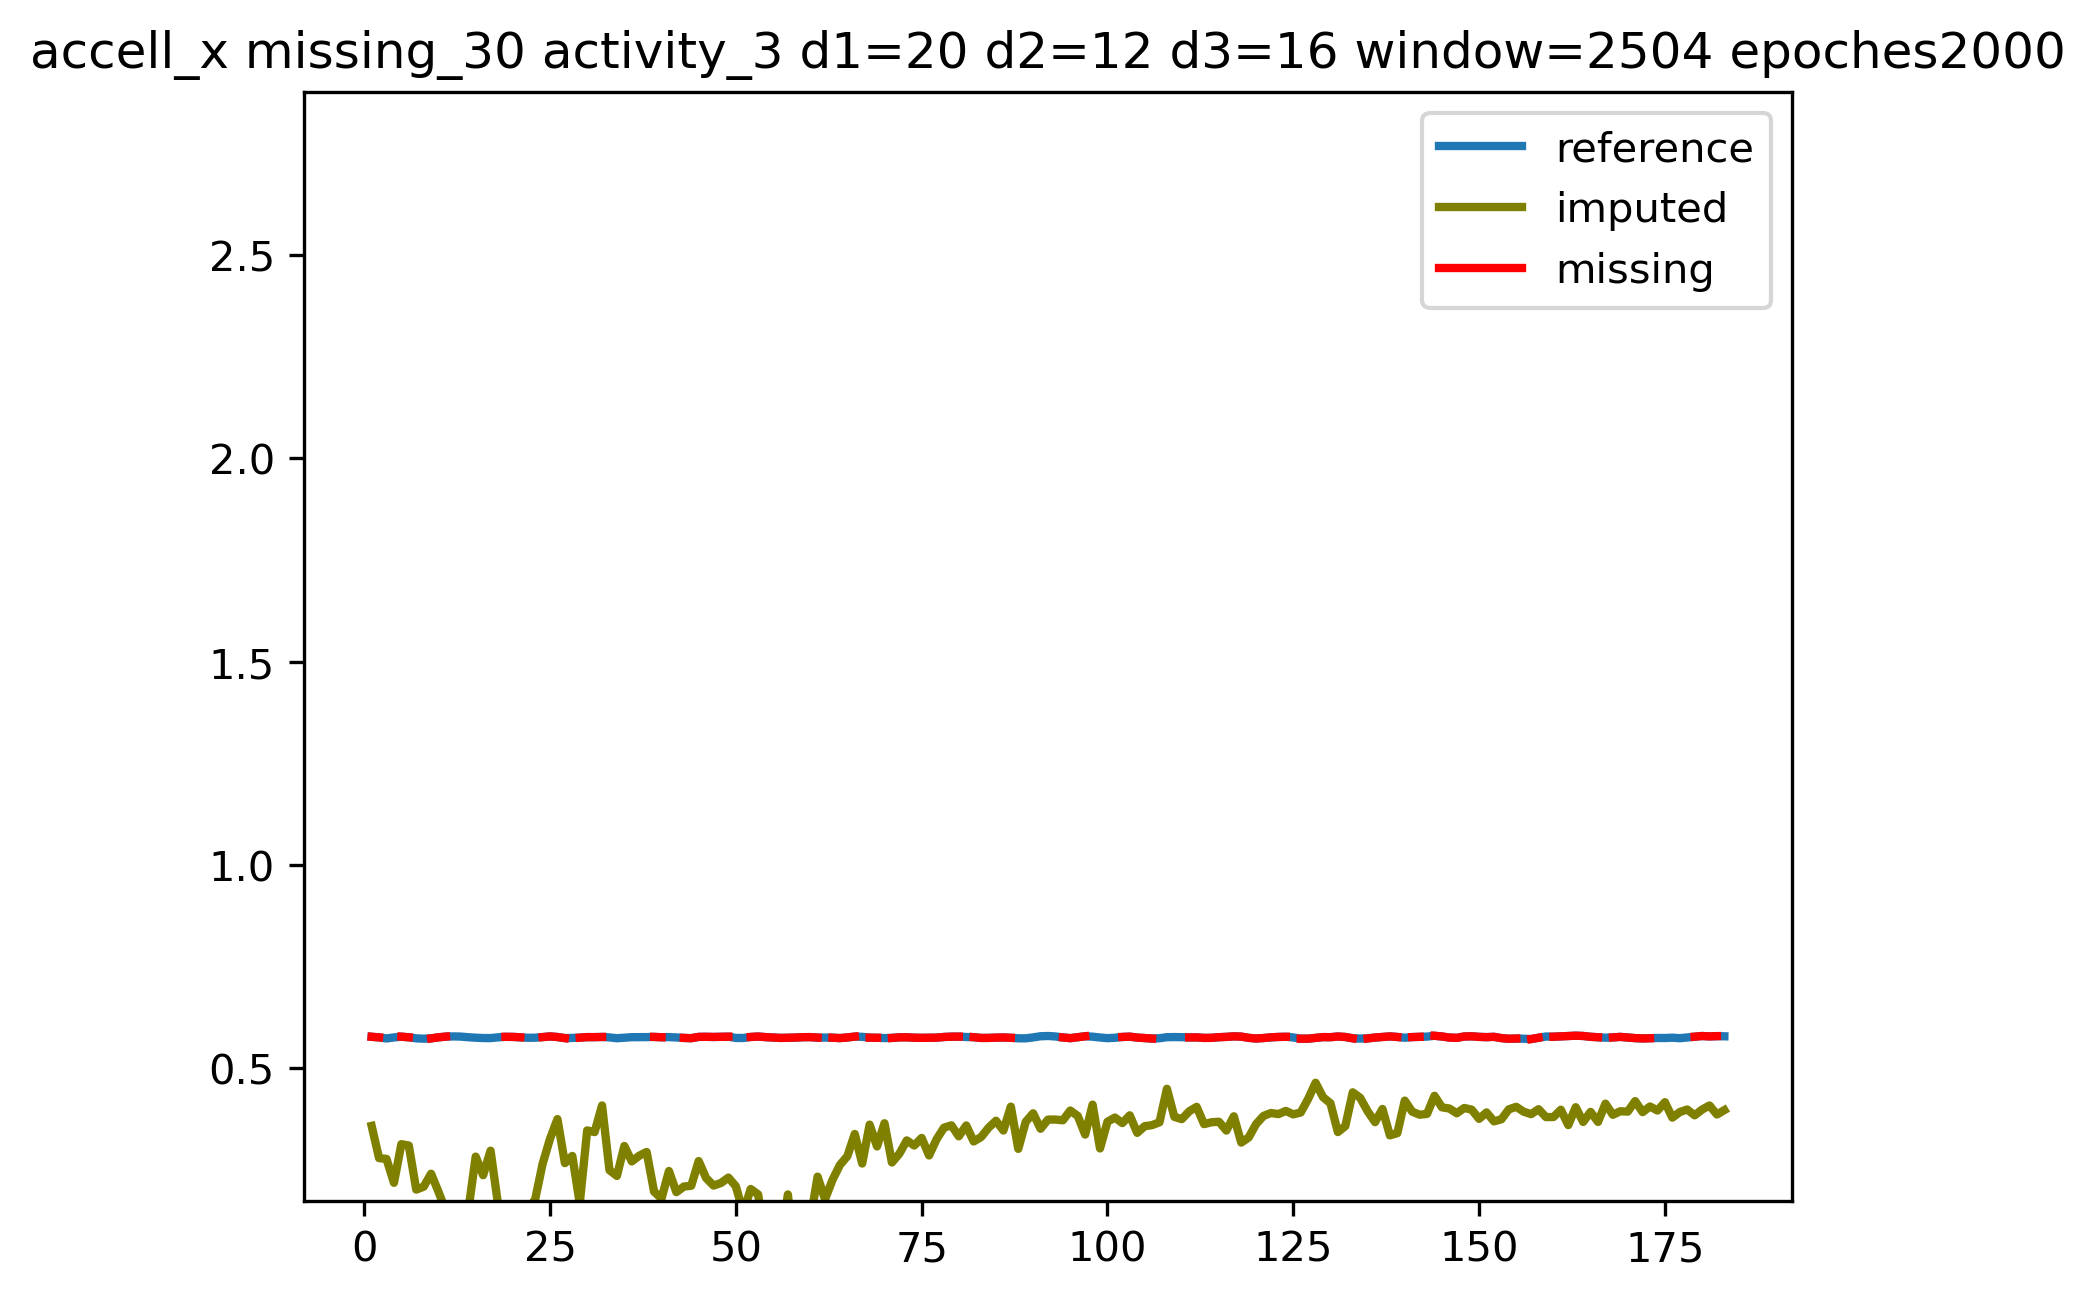 accell_x missing_30 activity_3 d1=20 d2=12 d3=16 window=2504 epoches2000
reference
imputed
missing
2.5
2.0
1.5
1.0
0.5
0 25 50 75 100 125 150 175